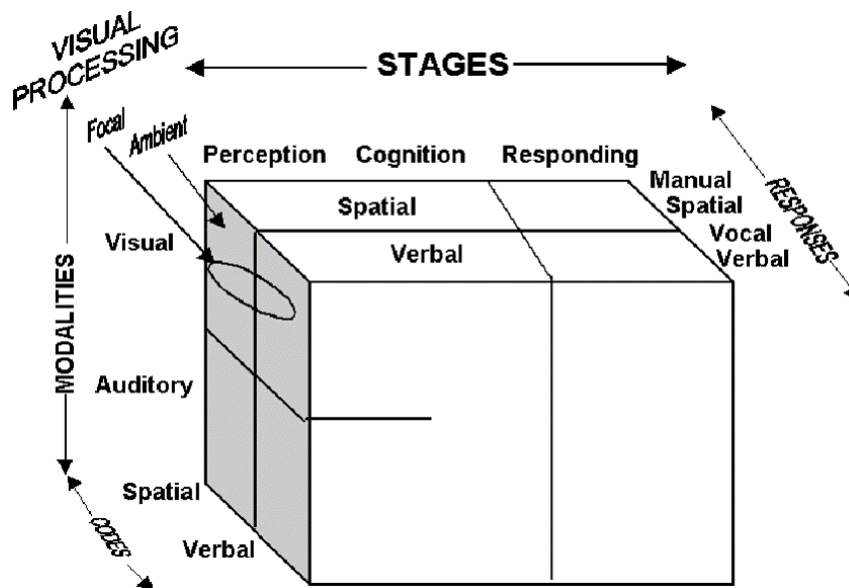 VISUAL
PROCESSING
STAGES
Focal
Ambient
Perception Cognition Responding
Manual
Spatial
Vocal
Verbal
RESPONSES
Spatial
Verbal
Visual
MODALITIES
Auditory
Spatial
Verbal
CODES